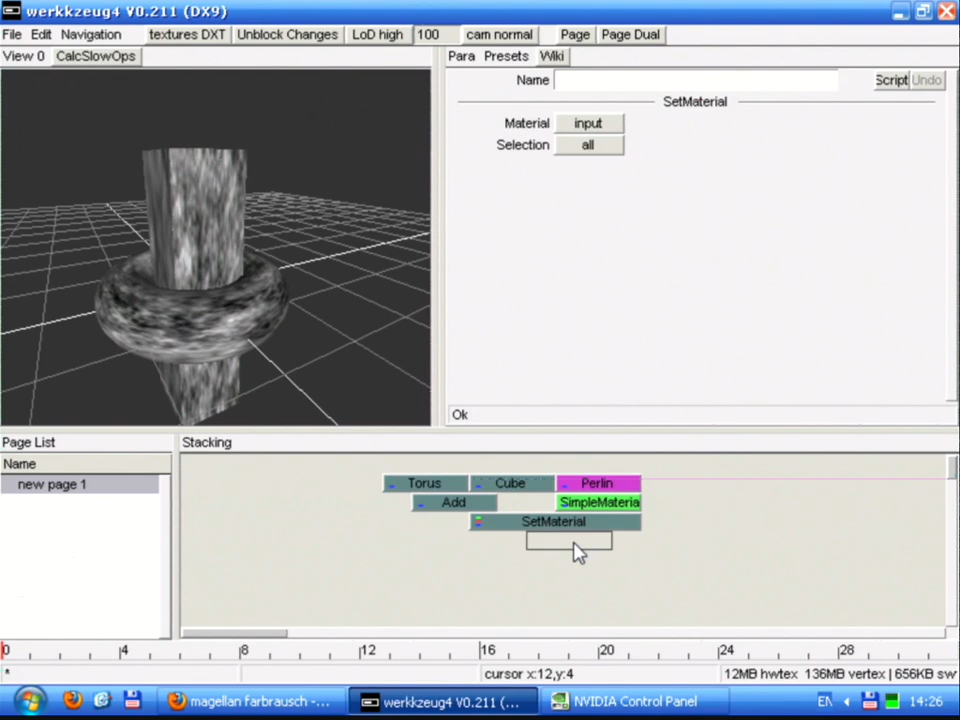 werkkzeug4 V0.211 (DX9)
File Edit Navigation textures DXT Unblock Changes LoD high 100 cam normal Page Page Dual
View 0 CalcSlowOps Para Presets Wiki
Name Script Undo
SetMaterial
Material input
Selection all
Ok
Page List Stacking
Name
new page 1
Torus Cube Perlin
Add SimpleMateria
SetMaterial
0 4 8 12 16 20 24 28
* cursor x:12,y:4 12MB hwtex 136MB vertex | 656KB sw
magellan farbrausch -... werkkzeug4 V0.211 (... NVIDIA Control Panel EN 14:26